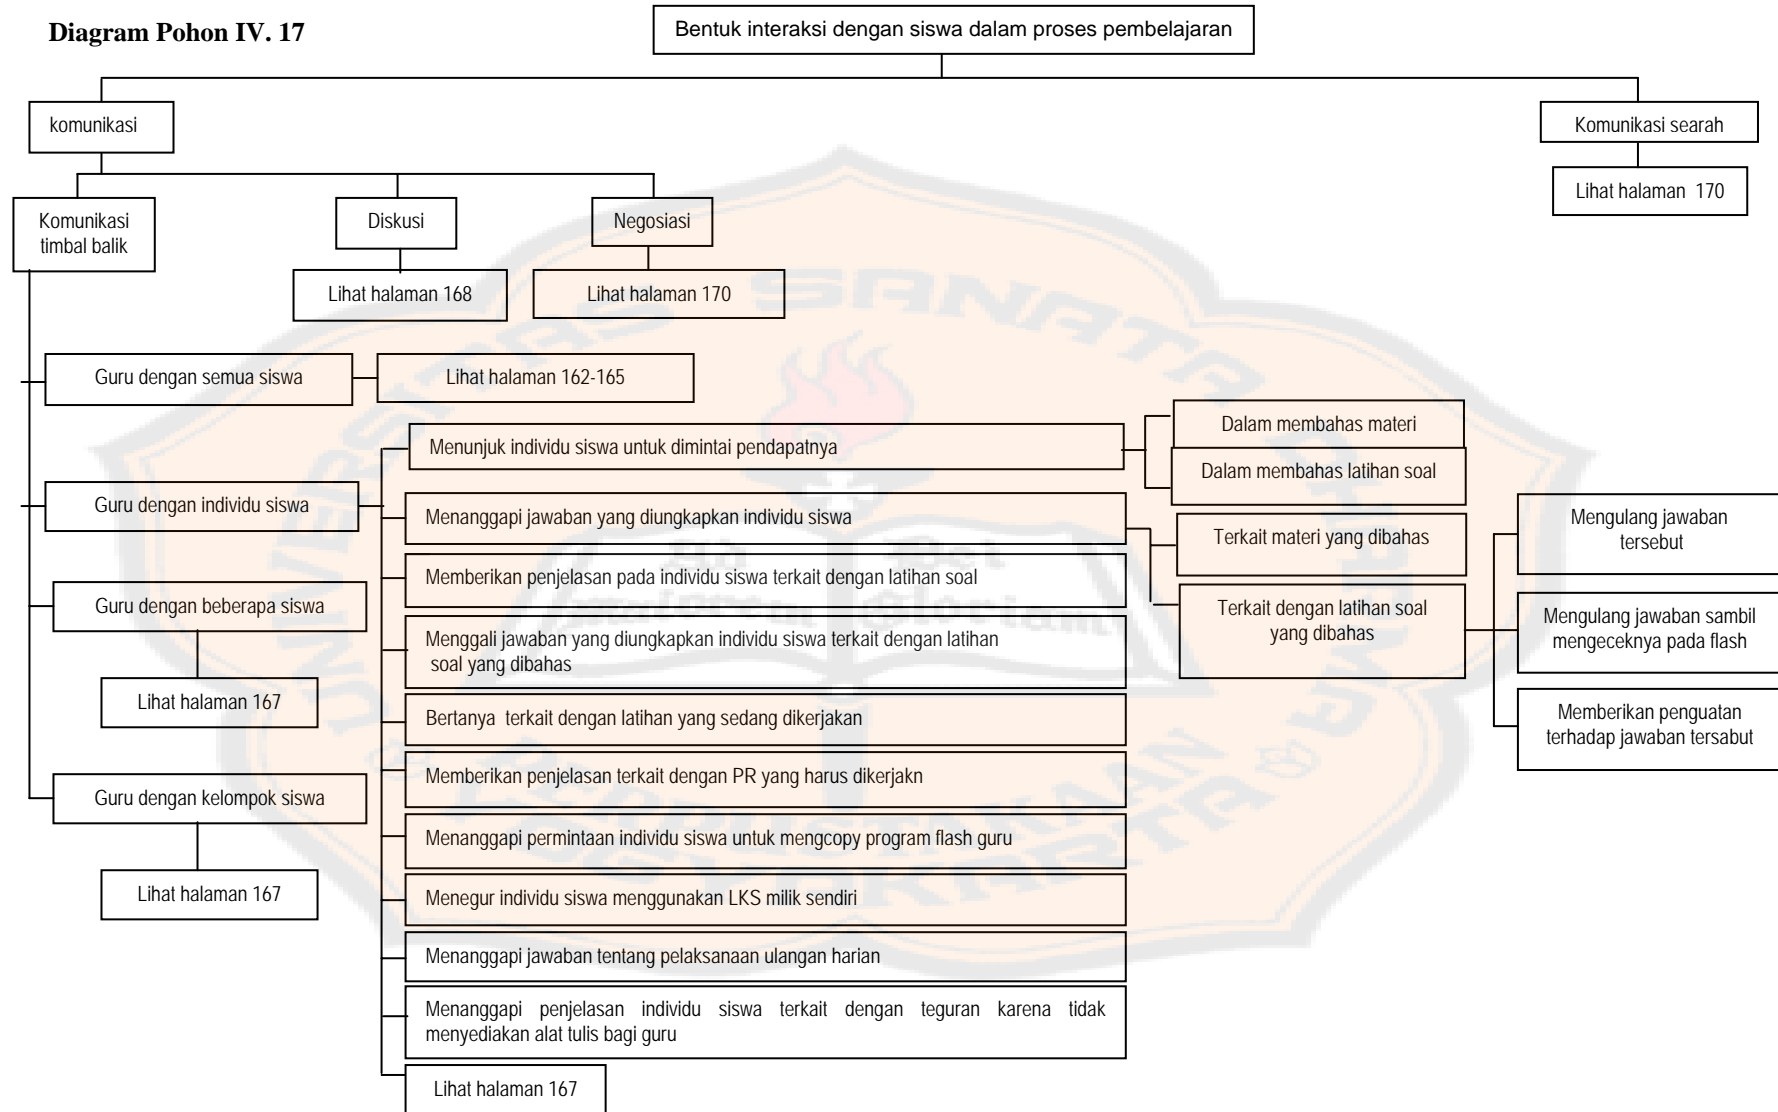 Diagram Pohon IV. 17
Bentuk interaksi dengan siswa dalam proses pembelajaran
komunikasi
Komunikasi searah
Lihat halaman 170
Komunikasi
timbal balik
Diskusi
Negosiasi
Lihat halaman 168
Lihat halaman 170
Guru dengan semua siswa
Lihat halaman 162-165
Guru dengan individu siswa
Menunjuk individu siswa untuk dimintai pendapatnya
Dalam membahas materi
Dalam membahas latihan soal
Menanggapi jawaban yang diungkapkan individu siswa
Terkait materi yang dibahas
Terkait dengan latihan soal
yang dibahas
Mengulang jawaban
tersebut
Mengulang jawaban sambil
mengeceknya pada flash
Memberikan penguatan
terhadap jawaban tersabut
Memberikan penjelasan pada individu siswa terkait dengan latihan soal
Menggali jawaban yang diungkapkan individu siswa terkait dengan latihan
soal yang dibahas
Bertanya terkait dengan latihan yang sedang dikerjakan
Memberikan penjelasan terkait dengan PR yang harus dikerjakn
Menanggapi permintaan individu siswa untuk mengcopy program flash guru
Menegur individu siswa menggunakan LKS milik sendiri
Menanggapi jawaban tentang pelaksanaan ulangan harian
Menanggapi penjelasan individu siswa terkait dengan teguran karena tidak
menyediakan alat tulis bagi guru
Lihat halaman 167
Guru dengan beberapa siswa
Lihat halaman 167
Guru dengan kelompok siswa
Lihat halaman 167
UNIVERSITAS SANATA DHARMA
Ad Dei
Maiorem Gloriam
PERPUSTAKAAN
YOGYAKARTA